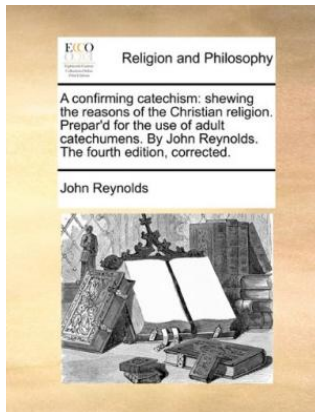 ECCO
Religion and Philosophy
A confirming catechism: shewing
the reasons of the Christian religion.
Prepar'd for the use of adult
catechumens. By John Reynolds.
The fourth edition, corrected.
John Reynolds